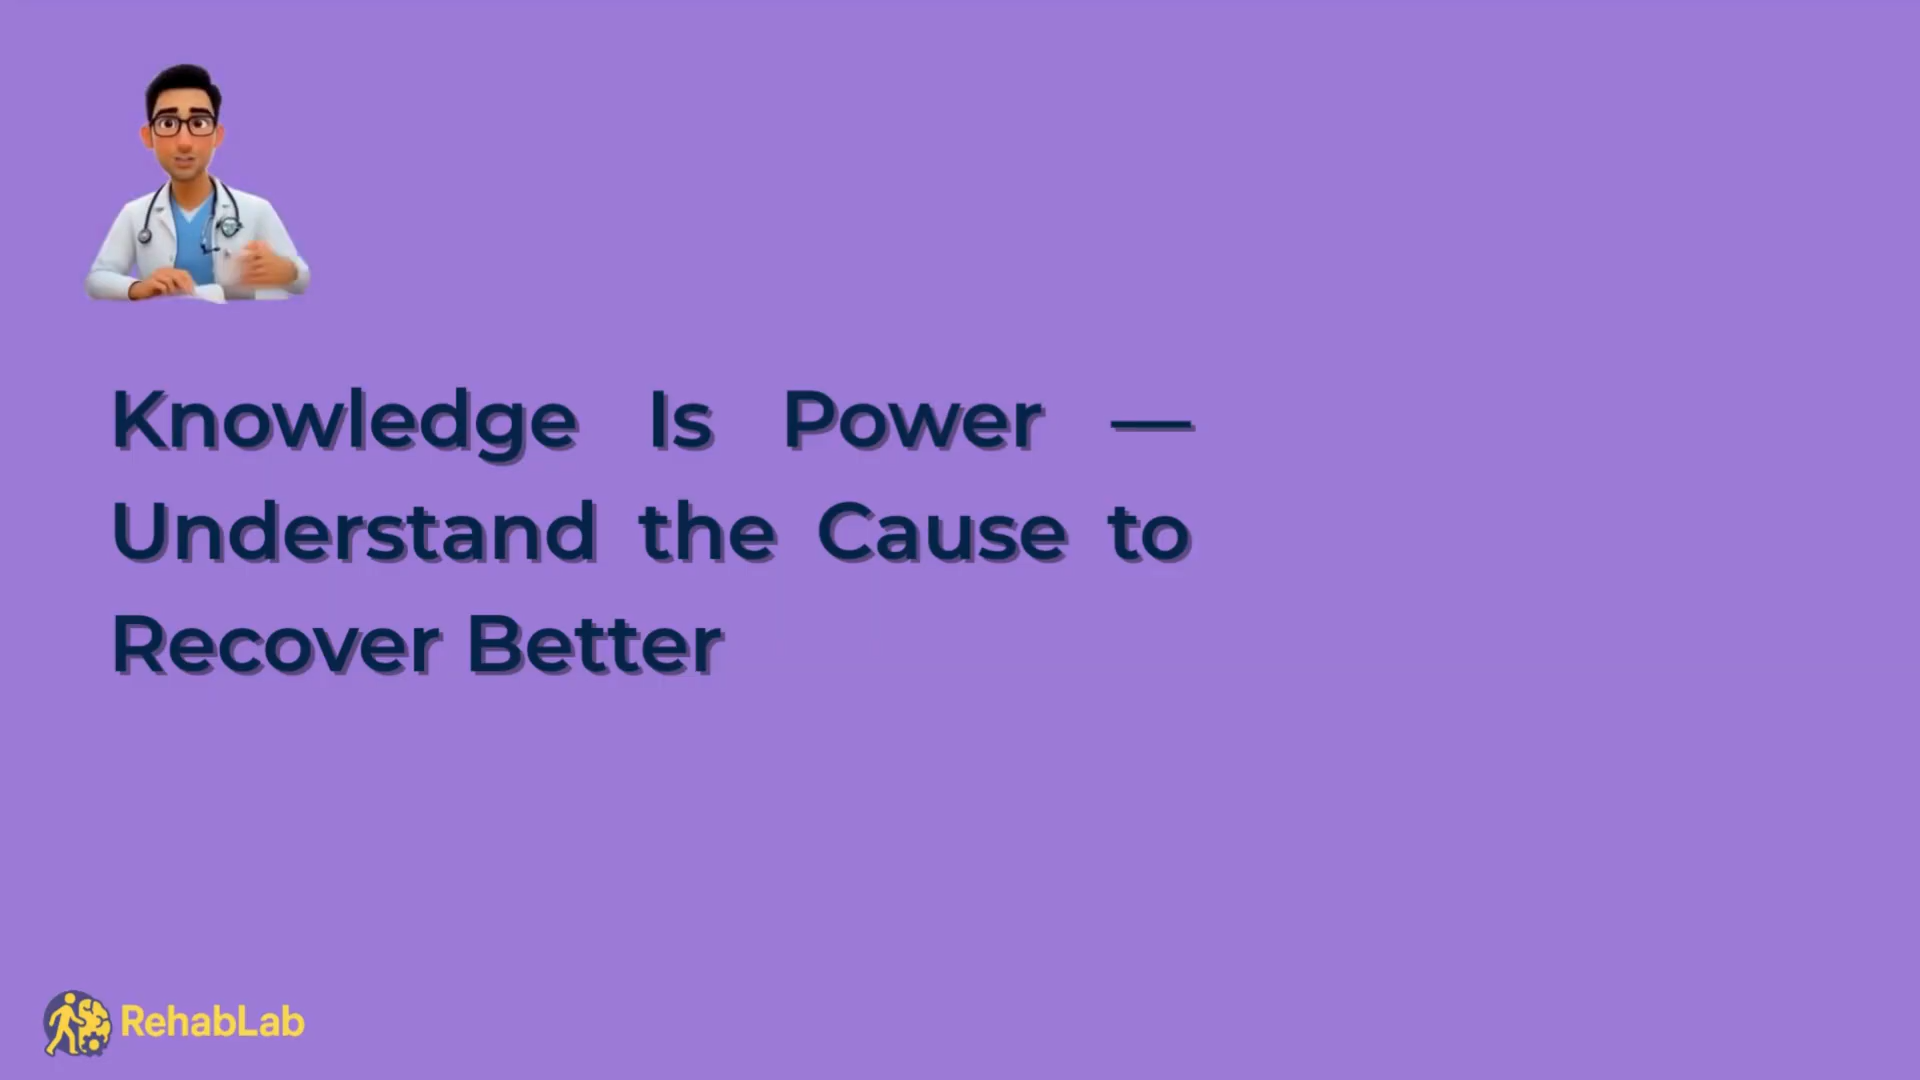 Knowledge Is Power —
Understand the Cause to
Recover Better
RehabLab